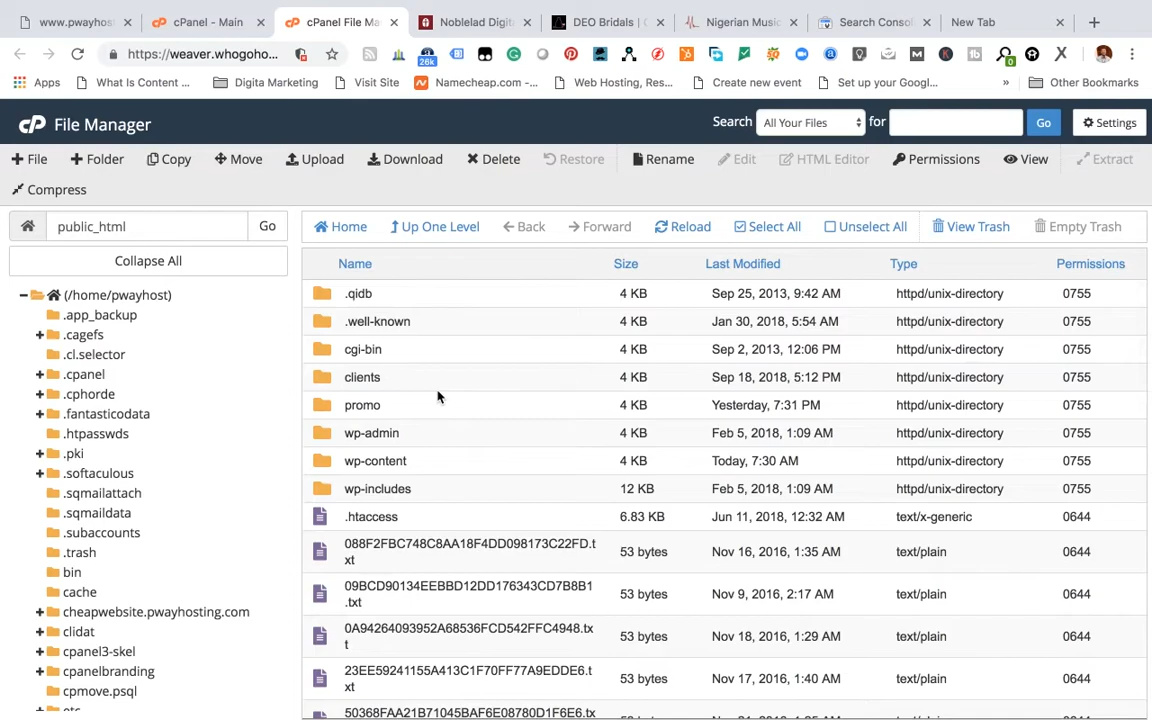 www.pwayhos
cPanel - Main
cPanel File Ma
Noblelad Digit
DEO Bridals | C
Nigerian Music
Search Consol
New Tab
https://weaver.whogoho...
26k
0
Apps
What Is Content ...
Digita Marketing
Visit Site
Namecheap.com -...
Web Hosting, Res...
Create new event
Set up your Googl...
»
Other Bookmarks
cP File Manager
Search All Your Files for
Go
Settings
File
Folder
Copy
Move
Upload
Download
Delete
Restore
Rename
Edit
HTML Editor
Permissions
View
Extract
Compress
public_html
Go
Home
Up One Level
Back
Forward
Reload
Select All
Unselect All
View Trash
Empty Trash
Collapse All
(/home/pwayhost)
.app_backup
.cagefs
.cl.selector
.cpanel
.cphorde
.fantasticodata
.htpasswds
.pki
.softaculous
.sqmailattach
.sqmaildata
.subaccounts
.trash
bin
cache
cheapwebsite.pwayhosting.com
clidat
cpanel3-skel
cpanelbranding
cpmove.psql
etc
Name Size Last Modified Type Permissions
.qidb 4 KB Sep 25, 2013, 9:42 AM httpd/unix-directory 0755
.well-known 4 KB Jan 30, 2018, 5:54 AM httpd/unix-directory 0755
cgi-bin 4 KB Sep 2, 2013, 12:06 PM httpd/unix-directory 0755
clients 4 KB Sep 18, 2018, 5:12 PM httpd/unix-directory 0755
promo 4 KB Yesterday, 7:31 PM httpd/unix-directory 0755
wp-admin 4 KB Feb 5, 2018, 1:09 AM httpd/unix-directory 0755
wp-content 4 KB Today, 7:30 AM httpd/unix-directory 0755
wp-includes 12 KB Feb 5, 2018, 1:09 AM httpd/unix-directory 0755
.htaccess 6.83 KB Jun 11, 2018, 12:32 AM text/x-generic 0644
088F2FBC748C8AA18F4DD098173C22FD.t
xt 53 bytes Nov 16, 2016, 1:35 AM text/plain 0644
09BCD90134EEBBD12DD176343CD7B8B1
.txt 53 bytes Nov 9, 2016, 2:17 AM text/plain 0644
0A94264093952A68536FCD542FFC4948.tx
t 53 bytes Nov 18, 2016, 1:29 AM text/plain 0644
23EE59241155A413C1F70FF77A9EDDE6.t
xt 53 bytes Nov 17, 2016, 1:40 AM text/plain 0644
50368FAA21B71045BAF6E08780D1F6E6.tx